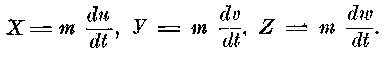 X = m du/dt, Y = m dv/dt. Z = m dw/dt.